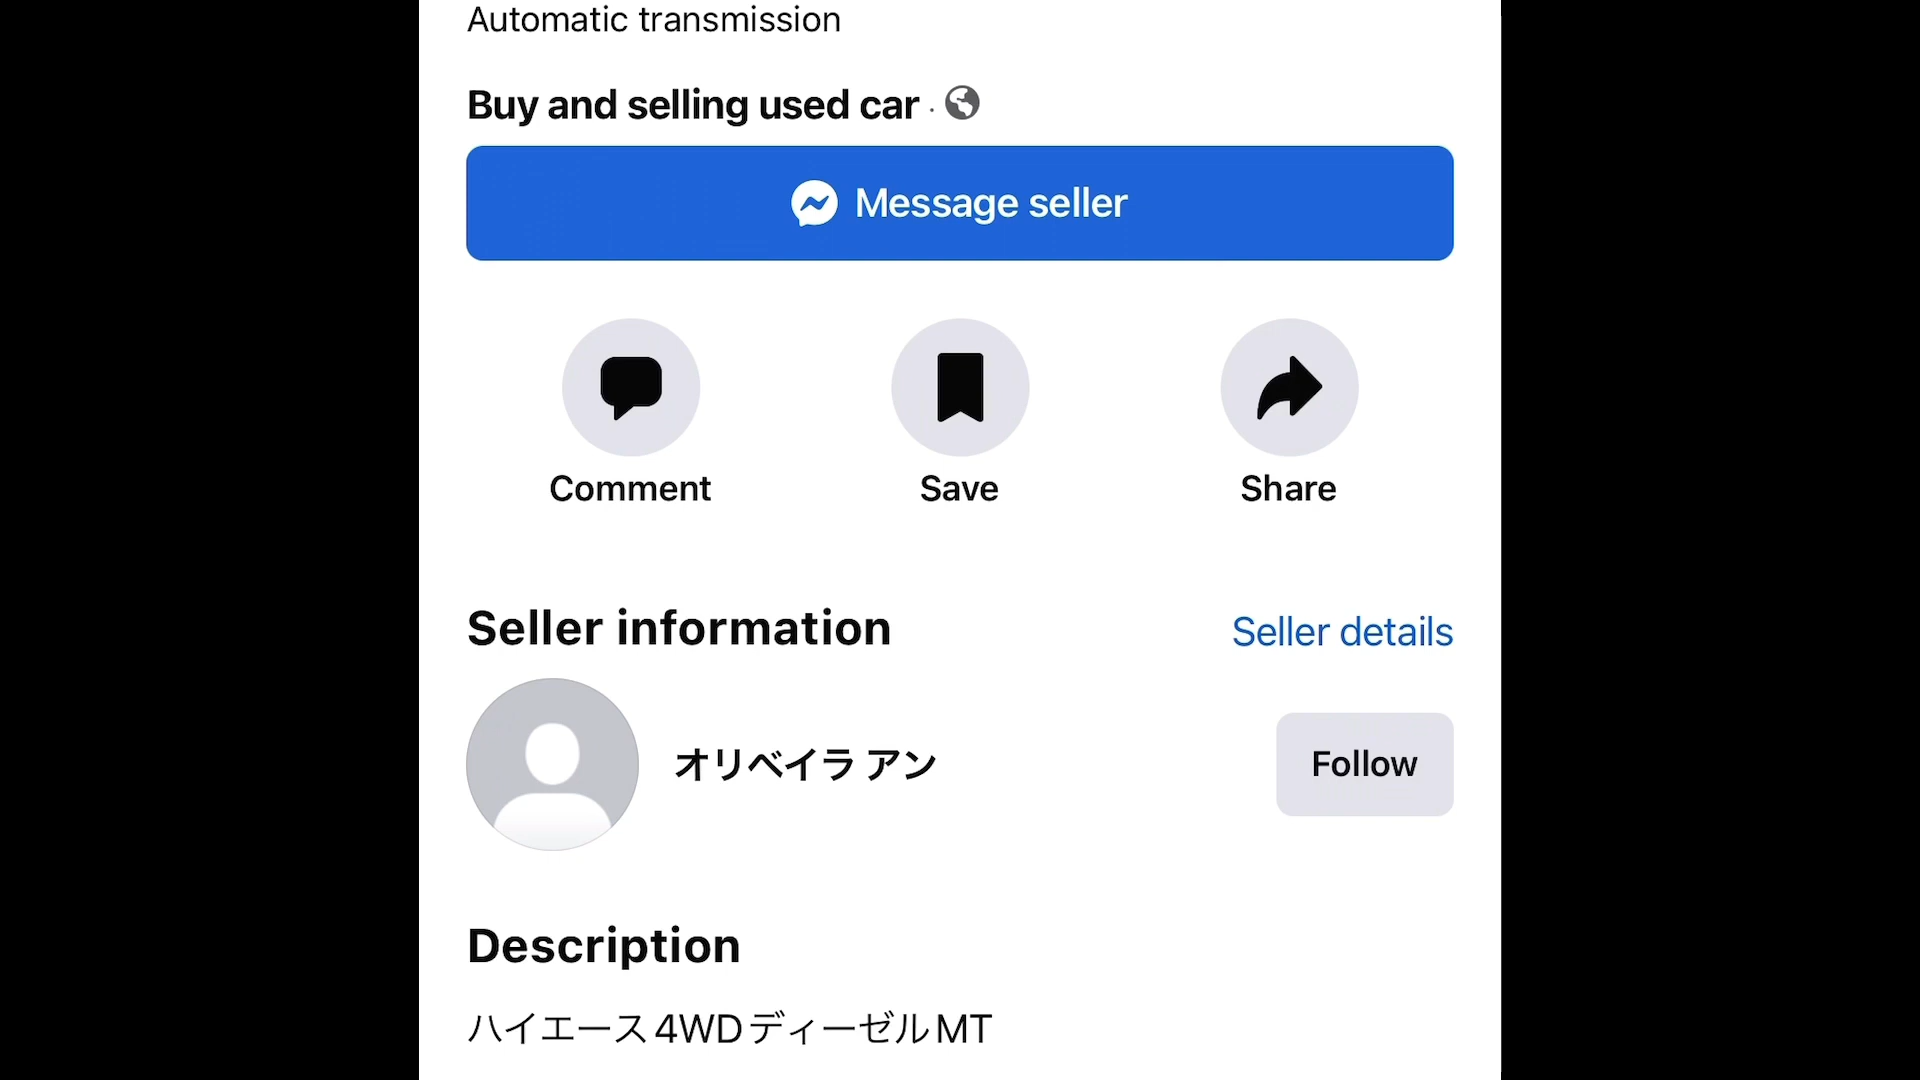 Automatic transmission
Buy and selling used car ·
Message seller
Comment
Save
Share
Seller information
Seller details
オリベイラ アン
Follow
Description
ハイエース4WDディーゼルMT